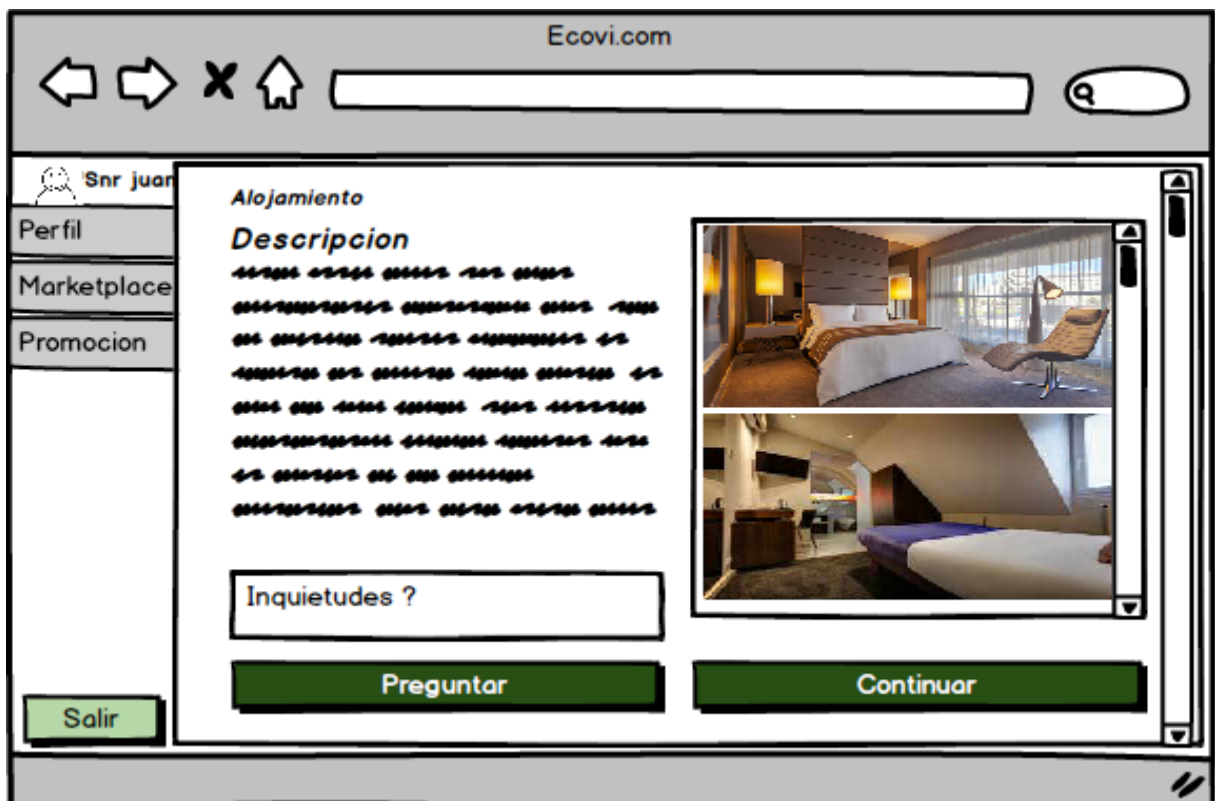 Ecovi.com
Snr juan
Perfil
Marketplace
Promocion
Salir
Alojamiento
Descripcion
Inquietudes ?
Preguntar
Continuar